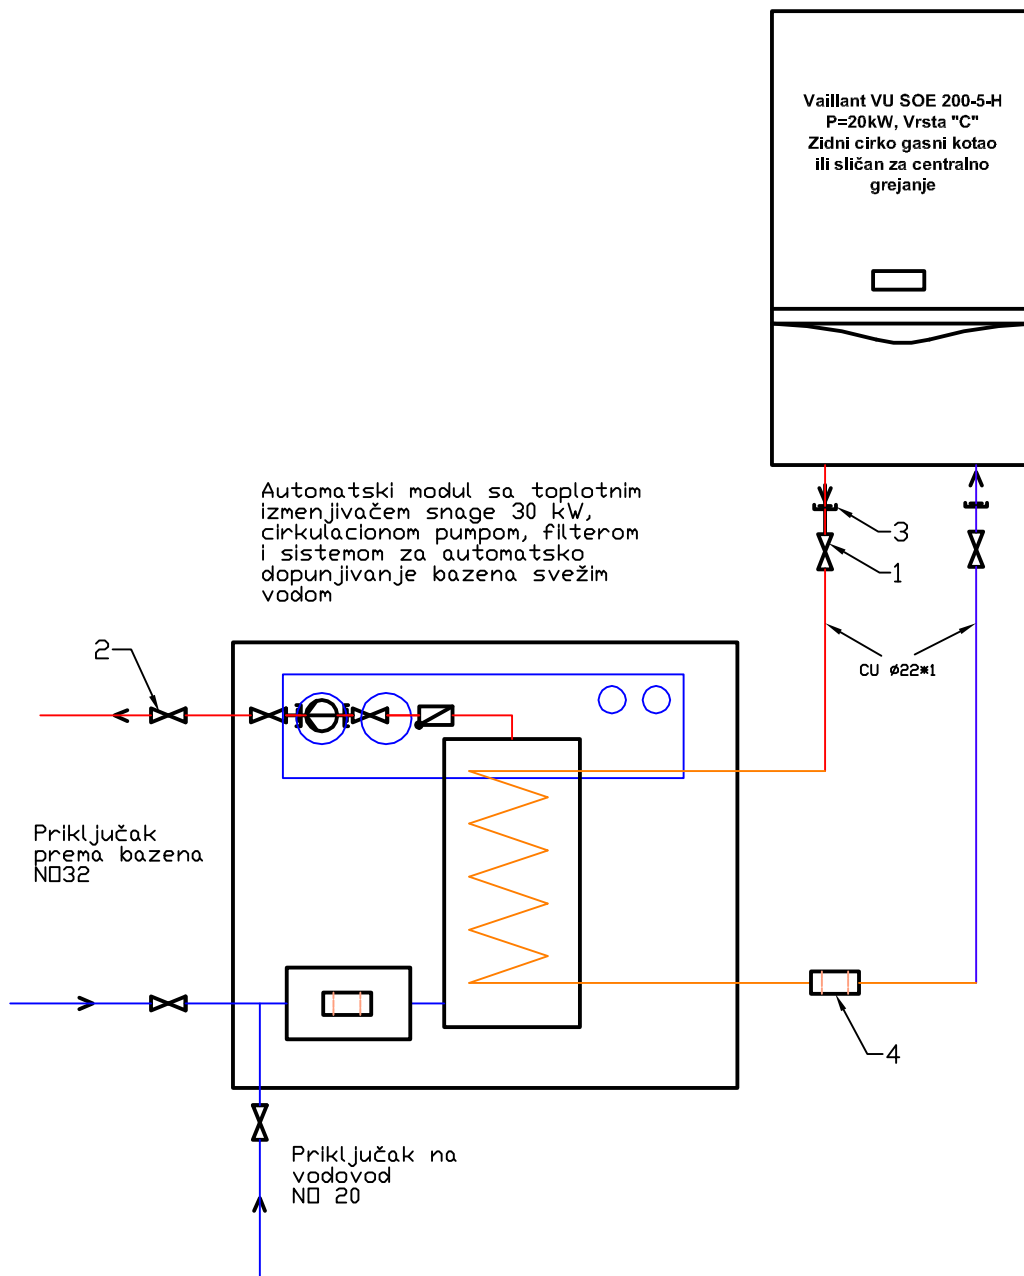 Vaillant VU SOE 200-5-H
P=20kW, Vrsta "C"
Zidni cirko gasni kotao
ili sličan za centralno
grejanje
Automatski modul sa toplotnim
izmenjivačem snage 30 kW,
cirkulacionom pumpom, filterom
i sistemom za automatsko
dopunjivanje bazena svežim
vodom
3
1
2
CU ø22*1
Priključak
prema bazena
NO32
4
Priključak na
vodovod
NO 20